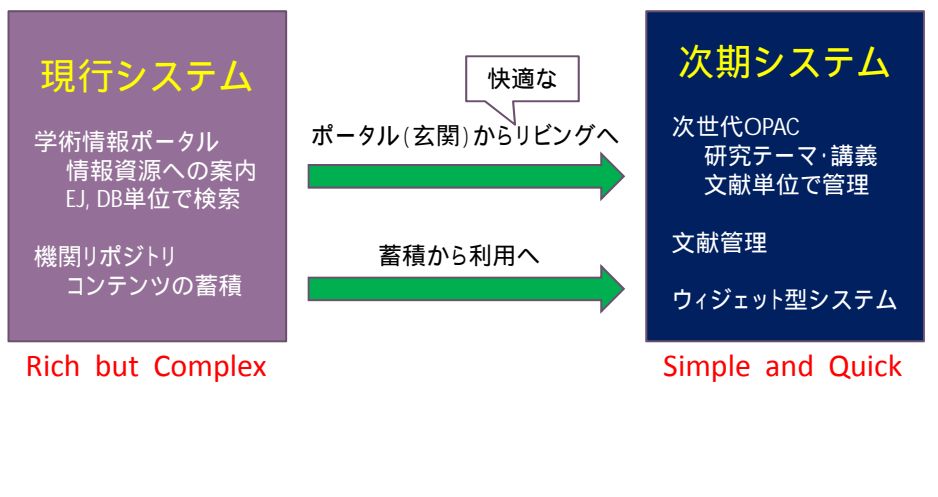 現行システム
学術情報ポータル
情報資源への案内
EJ, DB単位で検索
機関リポジトリ
コンテンツの蓄積
Rich but Complex
快適な
ポータル(玄関)からリビングへ
蓄積から利用へ
次期システム
次世代OPAC
研究テーマ･講義
文献単位で管理
文献管理
ウィジェット型システム
Simple and Quick